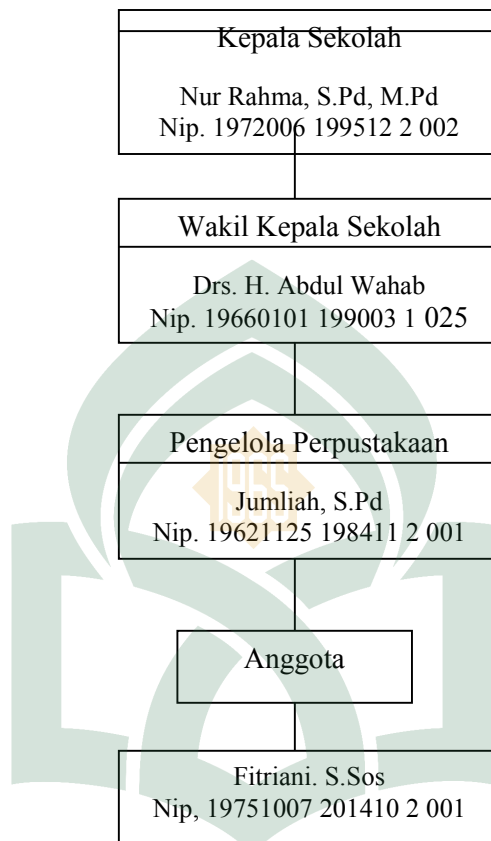 Kepala Sekolah
Nur Rahma, S.Pd, M.Pd
Nip. 1972006 199512 2 002
Wakil Kepala Sekolah
Drs. H. Abdul Wahab
Nip. 19660101 199003 1 025
Pengelola Perpustakaan
1965
Jumliah, S.Pd
Nip. 19621125 198411 2 001
Anggota
Fitriani. S.Sos
Nip, 19751007 201410 2 001